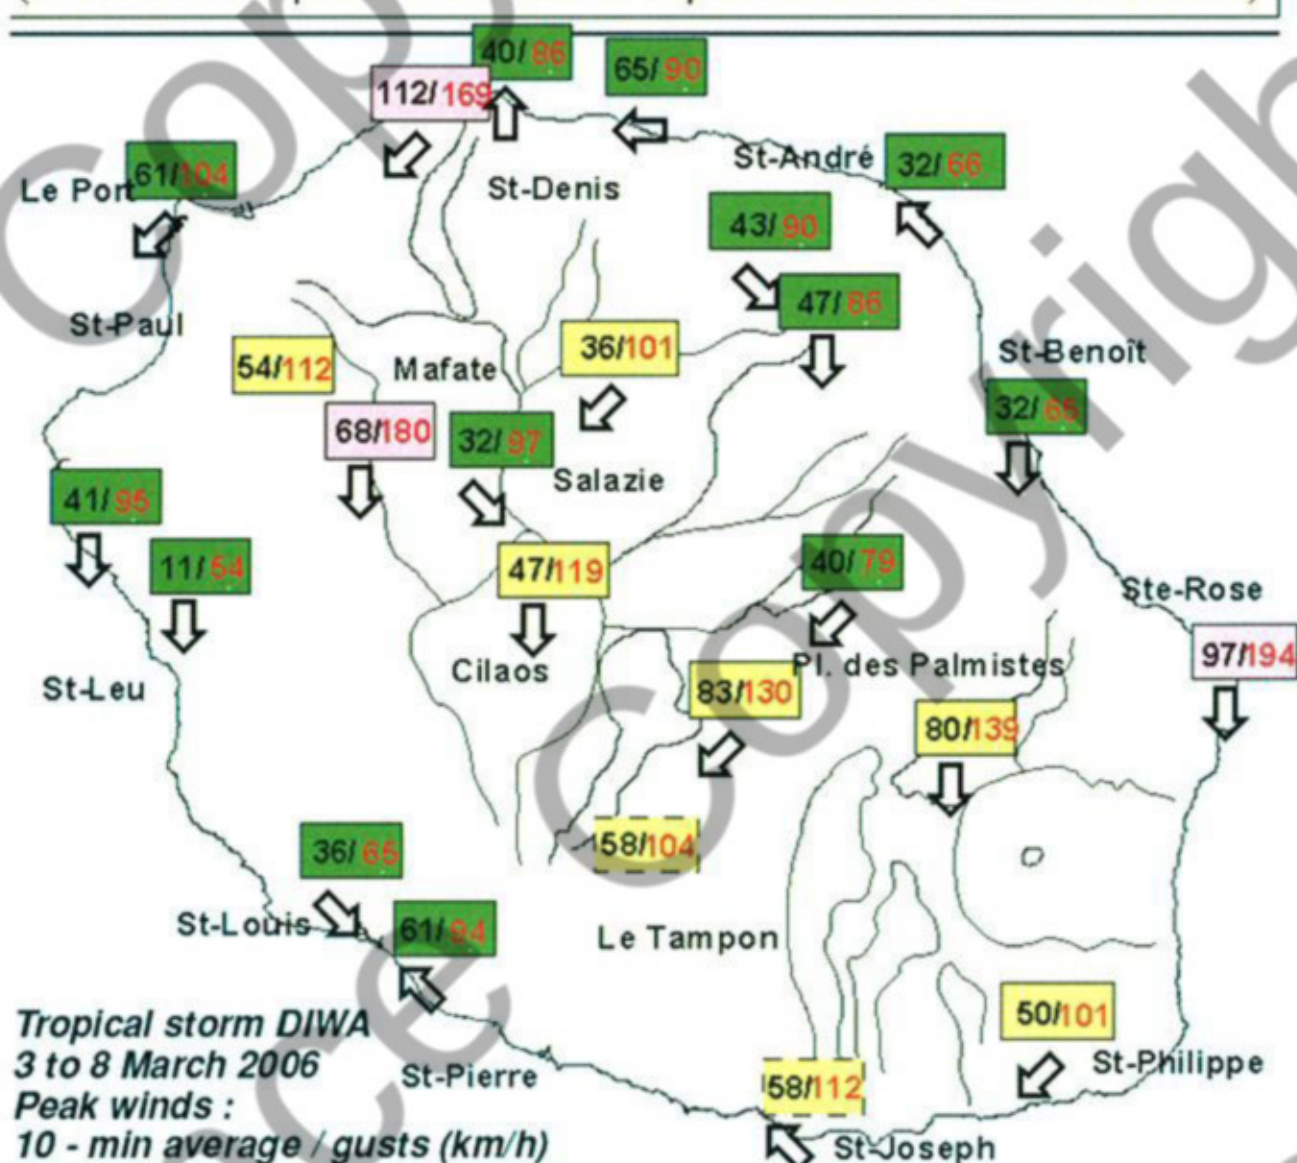 40/86
65/90
112/169
61/104
Le Port
St-André
32/66
St-Denis
43/90
47/86
St-Paul
36/101
54/112
Mafate
St-Benoît
32/65
68/180
32/97
Salazie
41/95
11/54
47/119
40/79
Ste-Rose
97/194
Cilaos
Pl. des Palmistes
St-Leu
83/130
80/139
58/104
36/65
St-Louis
61/94
Le Tampon
50/101
Tropical storm DIWA
3 to 8 March 2006
St-Pierre
St-Philippe
58/112
Peak winds :
10 - min average / gusts (km/h)
St-Joseph
Copyright